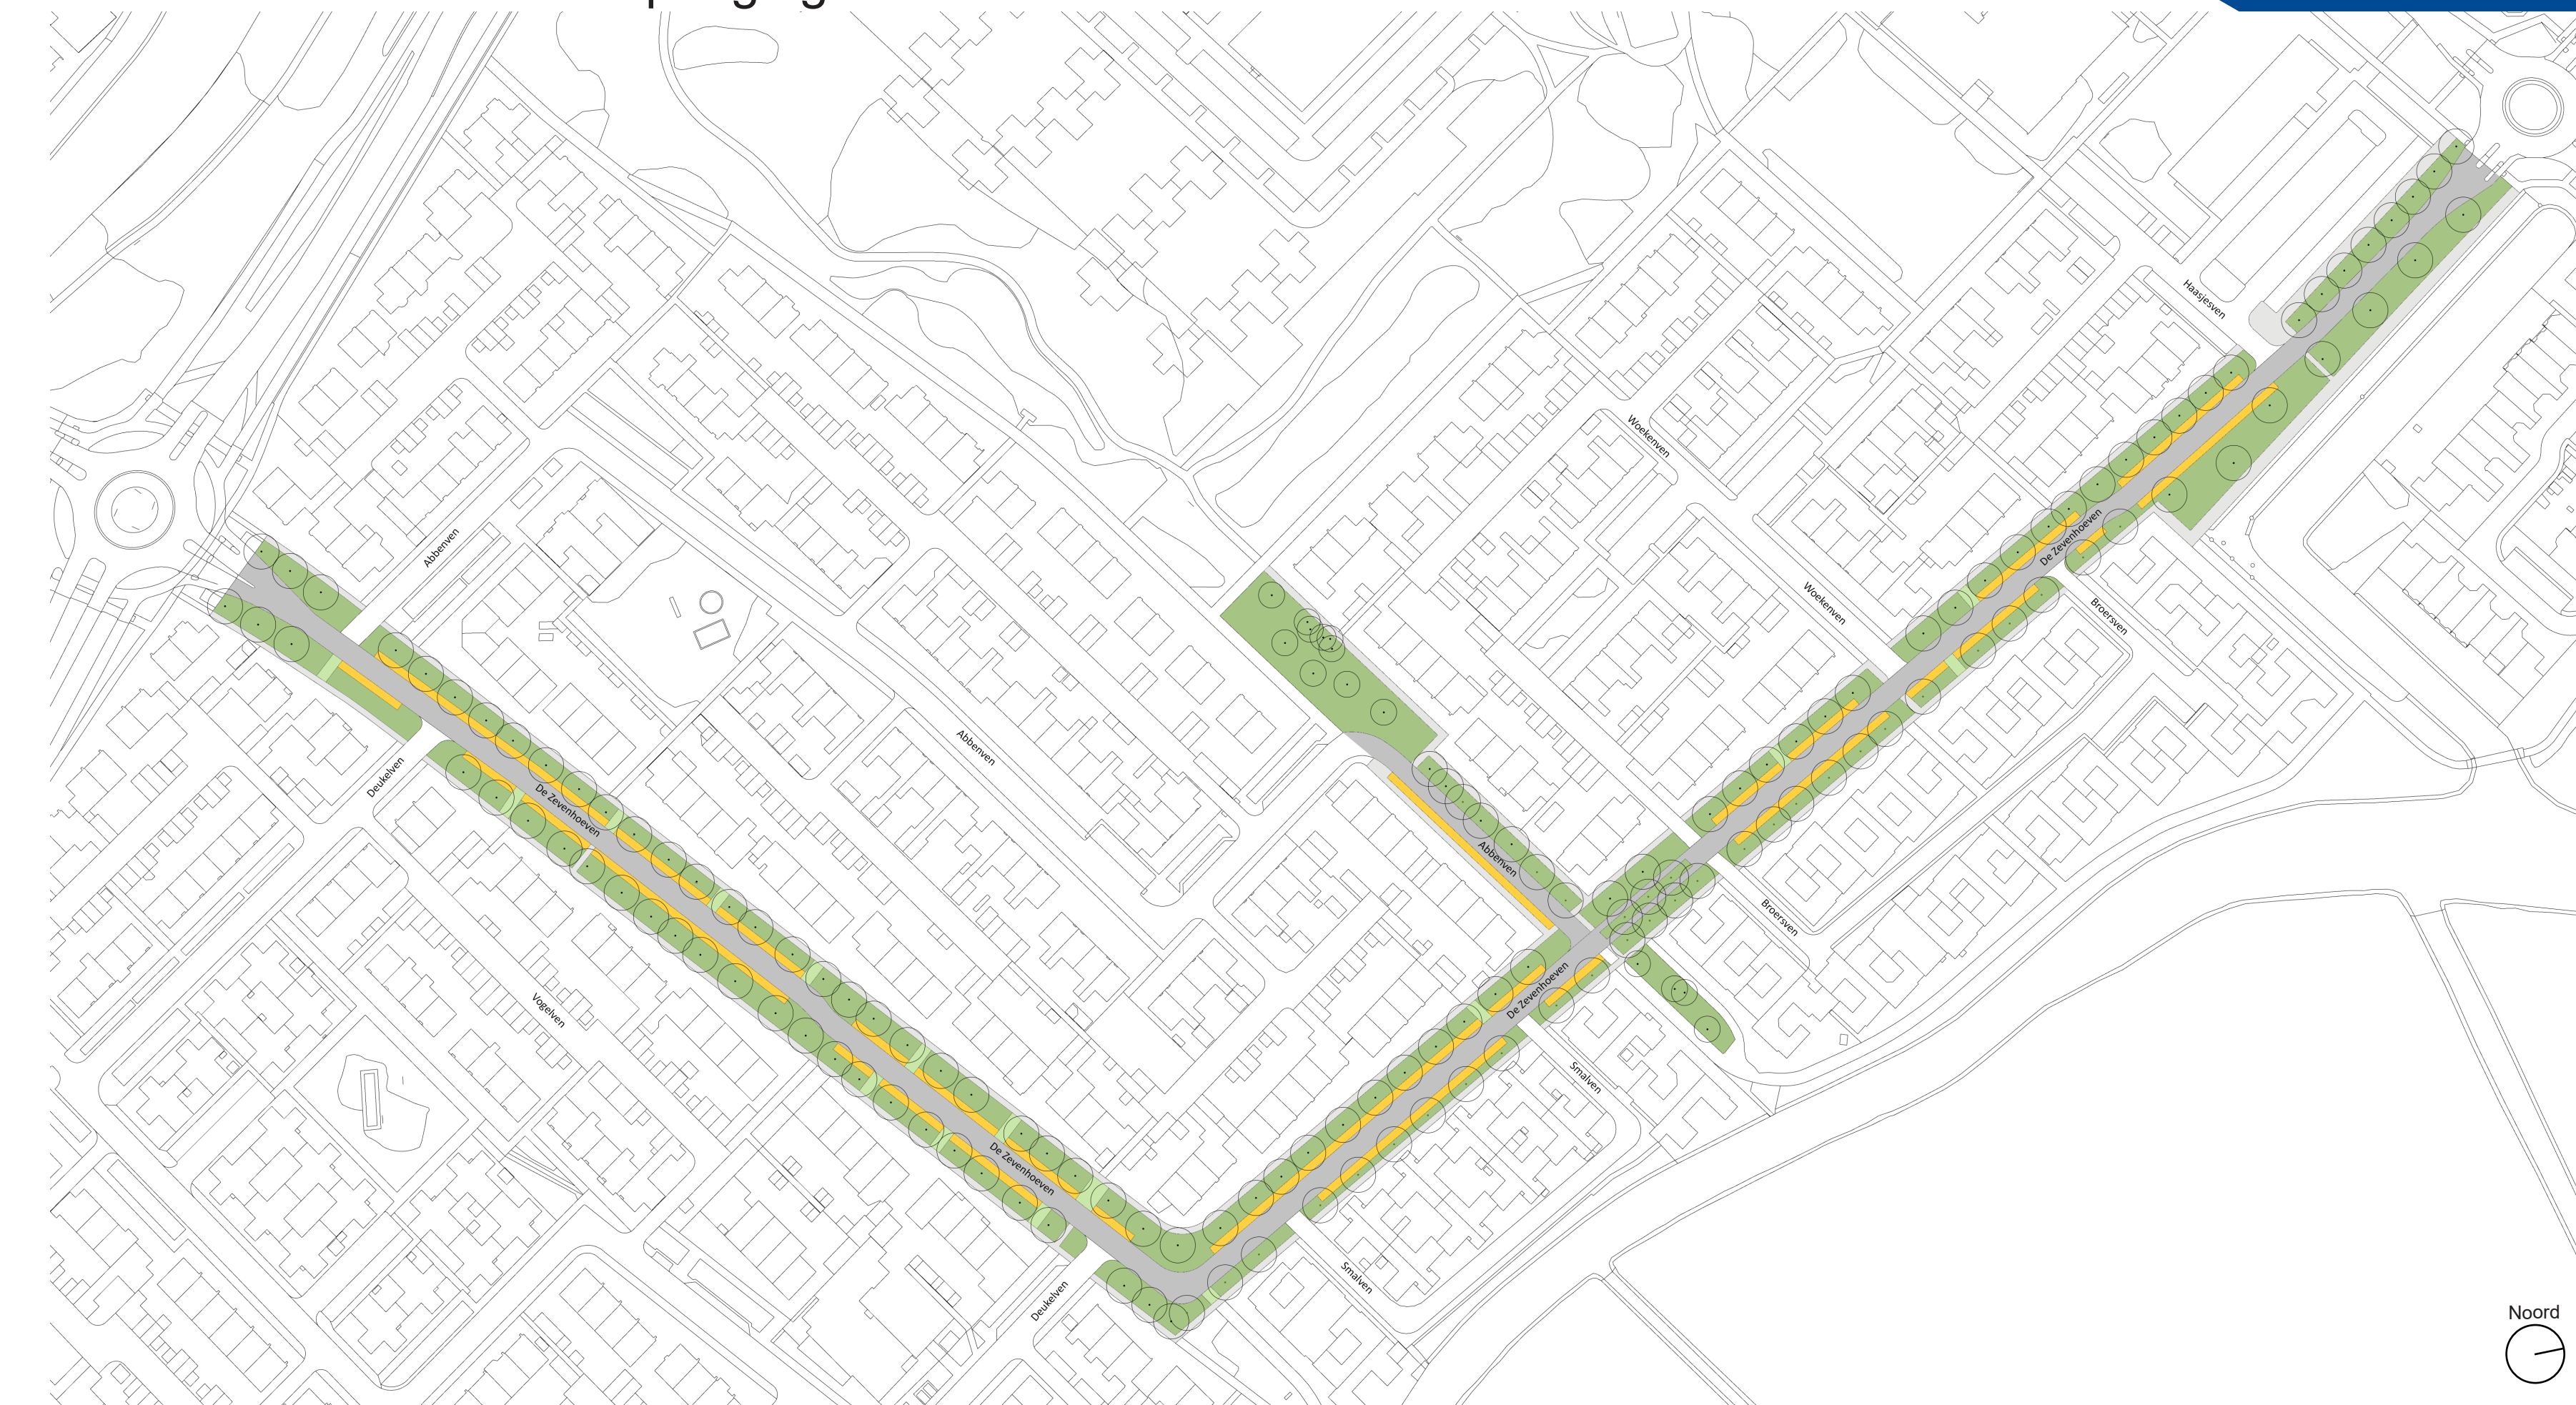 Haasjesven
Woekenven
De Zevenhoeven
Abbenven
Woekenven
Broersven
Abbenven
Deukelven
De Zevenhoeven
Abbenven
Broersven
De Zevenhoeven
Vogelven
Smalven
De Zevenhoeven
Smalven
Deukelven
Noord